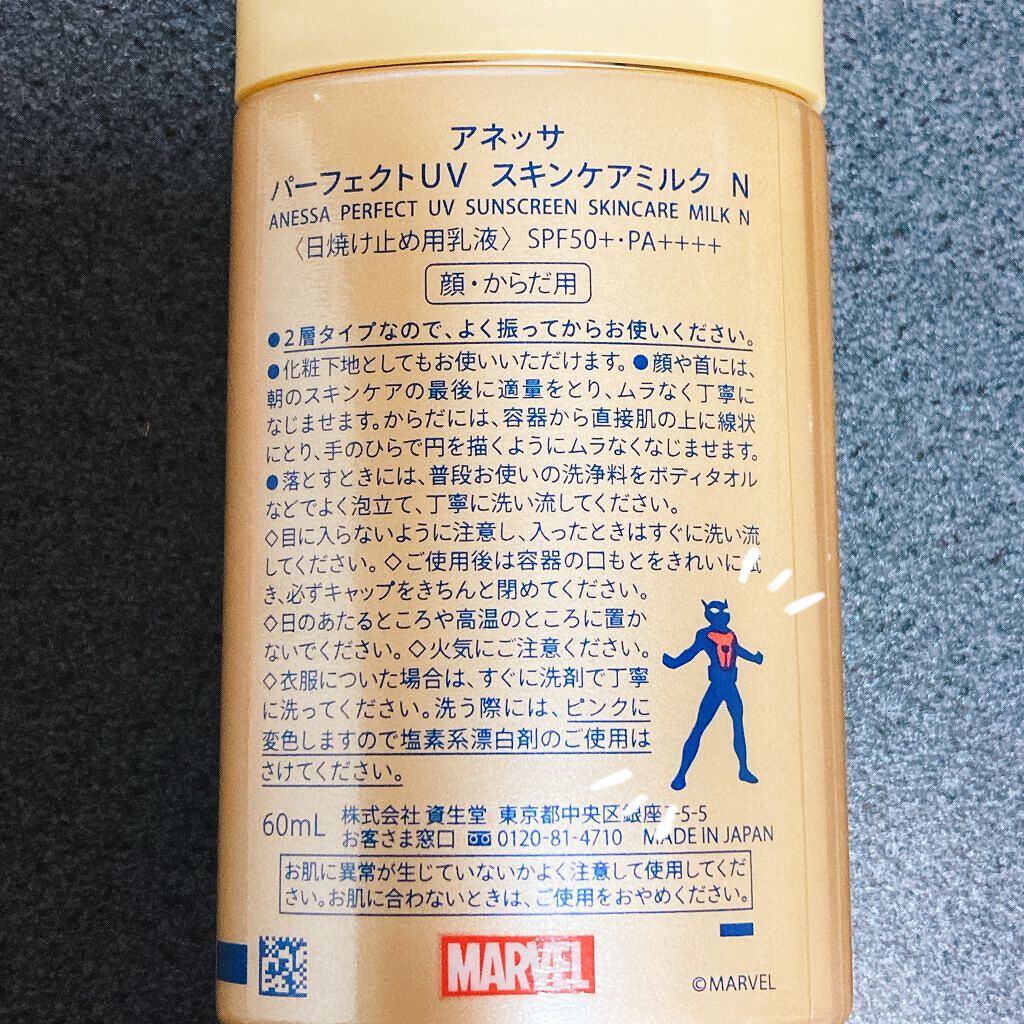 アネッサ
パーフェクトUV スキンケアミルク N
ANESSA PERFECT UV SUNSCREEN SKINCARE MILK N
〈日焼け止め用乳液〉SPF50+・PA++++
顔・からだ用
●2層タイプなので、よく振ってからお使いください。
●化粧下地としてもお使いいただけます。●顔や首には、
朝のスキンケアの最後に適量をとり、ムラなく丁寧に
なじませます。からだには、容器から直接肌の上に線状
にとり、手のひらで円を描くようにムラなくなじませます。
●落とすときには、普段お使いの洗浄料をボディタオル
などでよく泡立て、丁寧に洗い流してください。
◇目に入らないように注意し、入ったときはすぐに洗い流
してください。◇ご使用後は容器の口もとをきれいに拭
き、必ずキャップをきちんと閉めてください。
◇日のあたるところや高温のところに置か
ないでください。◇火気にご注意ください。
◇衣服についた場合は、すぐに洗剤で丁寧
に洗ってください。洗う際には、ピンクに
変色しますので塩素系漂白剤のご使用は
さけてください。
60mL 株式会社 資生堂 東京都中央区銀座7-5-5
お客さま窓口 0120-81-4710 MADE IN JAPAN
お肌に異常が生じていないかよく注意して使用してくだ
さい。お肌に合わないときは、ご使用をおやめください。
MARVEL
©MARVEL